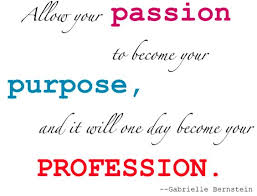 Allow your passion
to become your
purpose,
and it will one day become your
PROFESSION.
--Gabrielle Bernstein